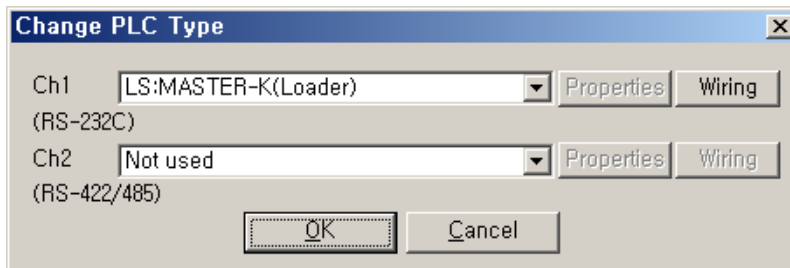 Change PLC Type
Ch1 LS:MASTER-K(Loader) Properties Wiring
(RS-232C)
Ch2 Not used Properties Wiring
(RS-422/485)
OK Cancel